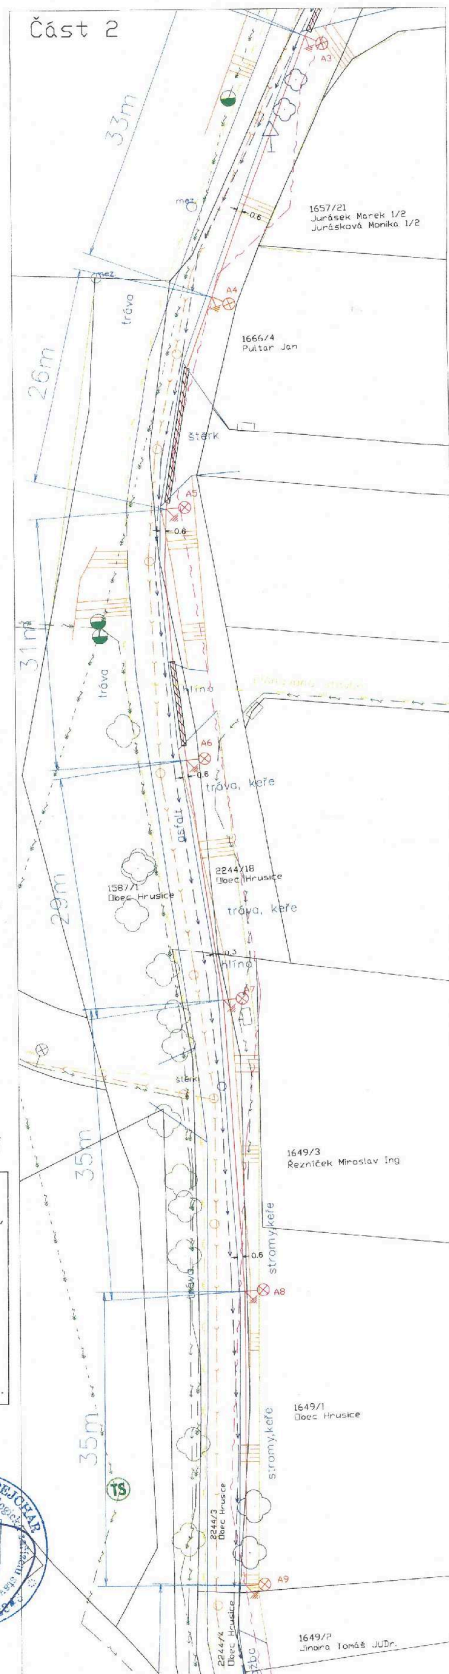 Část 2
A3
33m
mez
0.6
1657/21
Jurásek Marek 1/2
Jurásková Monika 1/2
mez
A4
tráva
1666/4
Pultar Jan
26m
štěrk
A5
0.6
31m
tráva
hlína
A6
0.6
tráva, keře
asfalt
2244/18
Obec Hrusice
1587/1
Obec Hrusice
29m
tráva, keře
0.3
hlína
A7
štěrk
35m
1649/3
Řezníček Miroslav Ing
stromy,keře
0.6
tráva
A8
1649/1
Obec Hrusice
35m
stromy,keře
TS
2244/3
Obec Hrusice
A9
2244/4
Obec Hrusice
1649/2
JUDr.